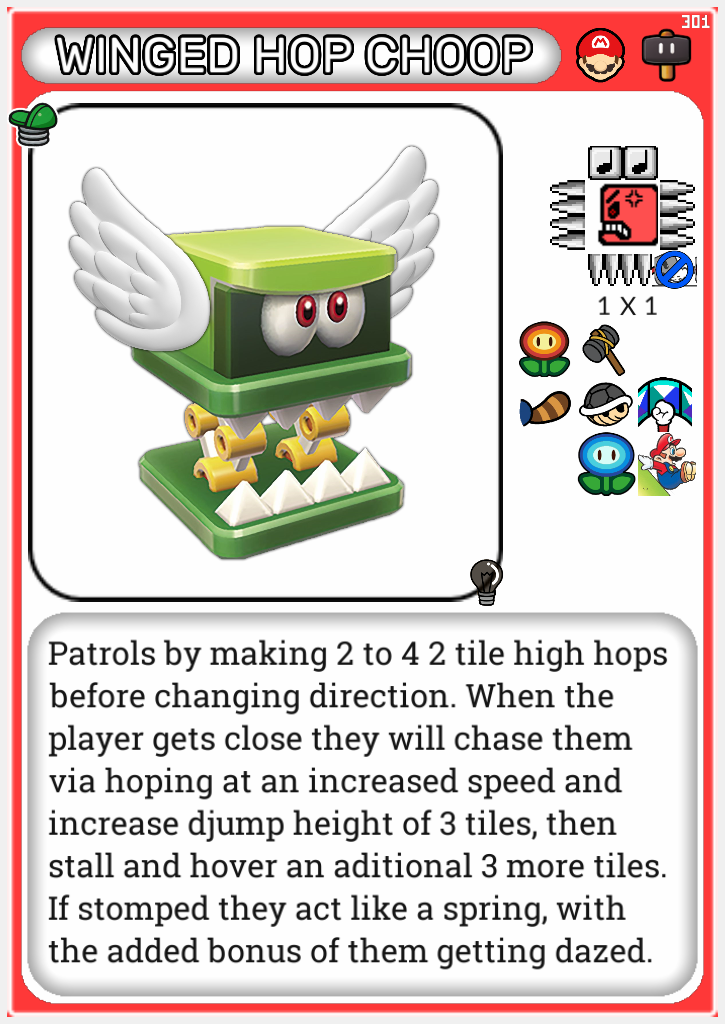 301
WINGED HOP CHOOP
1 X 1
Patrols by making 2 to 4 2 tile high hops
before changing direction. When the
player gets close they will chase them
via hoping at an increased speed and
increase djump height of 3 tiles, then
stall and hover an aditional 3 more tiles.
If stomped they act like a spring, with
the added bonus of them getting dazed.